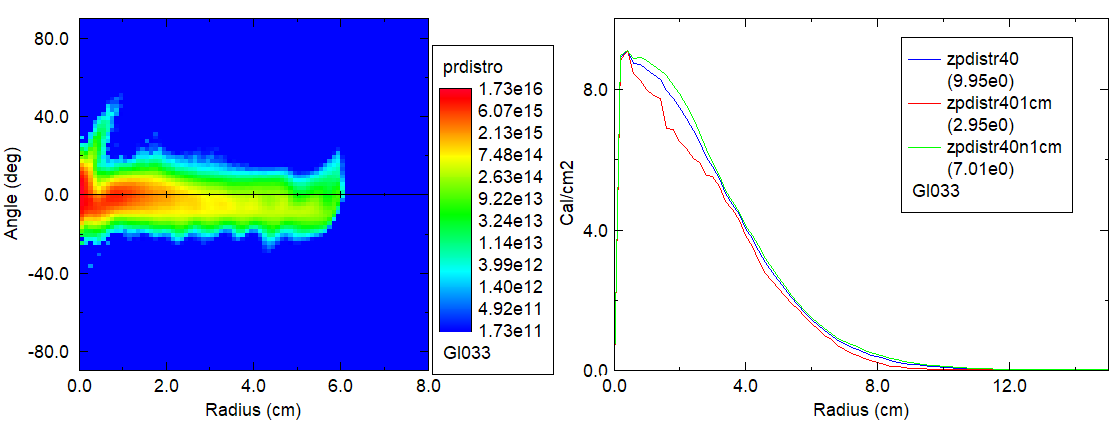 80.0
40.0
0.0
-40.0
-80.0
Angle (deg)
0.0 2.0 4.0 6.0 8.0
Radius (cm)
prdistro
1.73e16
6.07e15
2.13e15
7.48e14
2.63e14
9.22e13
3.24e13
1.14e13
3.99e12
1.40e12
4.92e11
1.73e11
GI033
8.0
4.0
0.0
Cal/cm2
0.0 4.0 8.0 12.0
Radius (cm)
zpdistr40
(9.95e0)
zpdistr401cm
(2.95e0)
zpdistr40n1cm
(7.01e0)
GI033